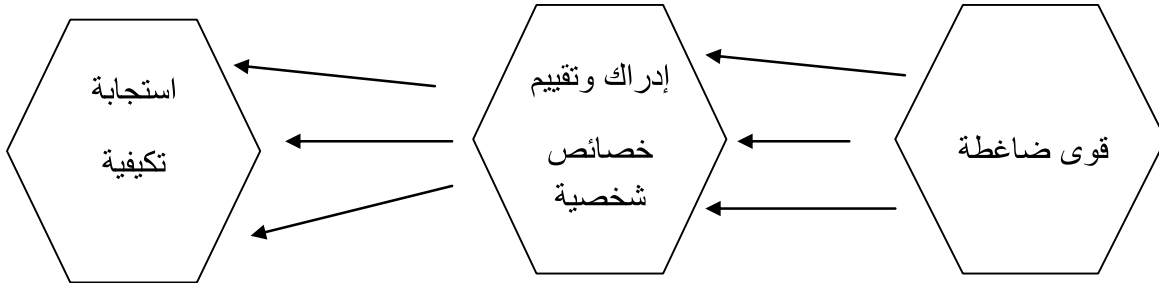 قوى ضاغطة
إدراك وتقييم
خصائص
شخصية
استجابة
تكيفية